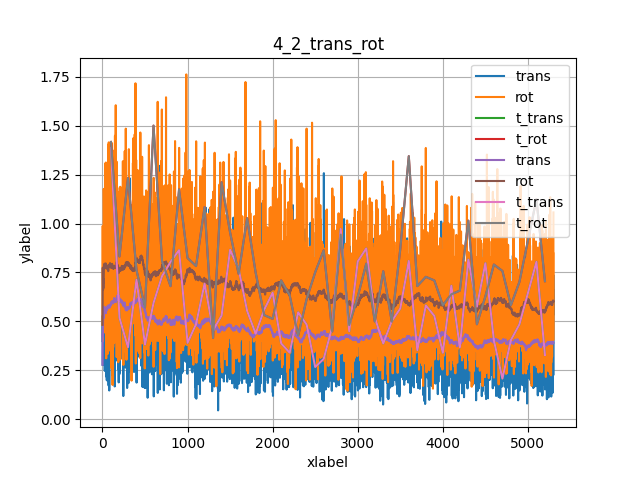 4_2_trans_rot
ylabel
1.75
1.50
1.25
1.00
0.75
0.50
0.25
0.00
0
1000
2000
3000
4000
5000
xlabel
trans
rot
t_trans
t_rot
trans
rot
t_trans
t_rot